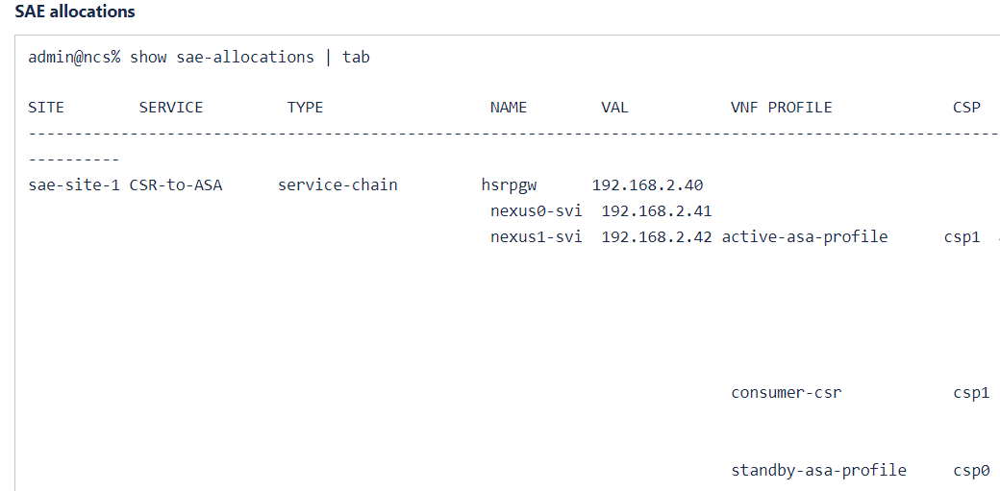 SAE allocations
admin@ncs% show sae-allocations | tab
SITE SERVICE TYPE NAME VAL VNF PROFILE CSP
---------------------------------------------------------------------------------------------------------
----------
sae-site-1 CSR-to-ASA service-chain hsrpgw 192.168.2.40
nexus0-svi 192.168.2.41
nexus1-svi 192.168.2.42 active-asa-profile csp1
consumer-csr csp1
standby-asa-profile csp0